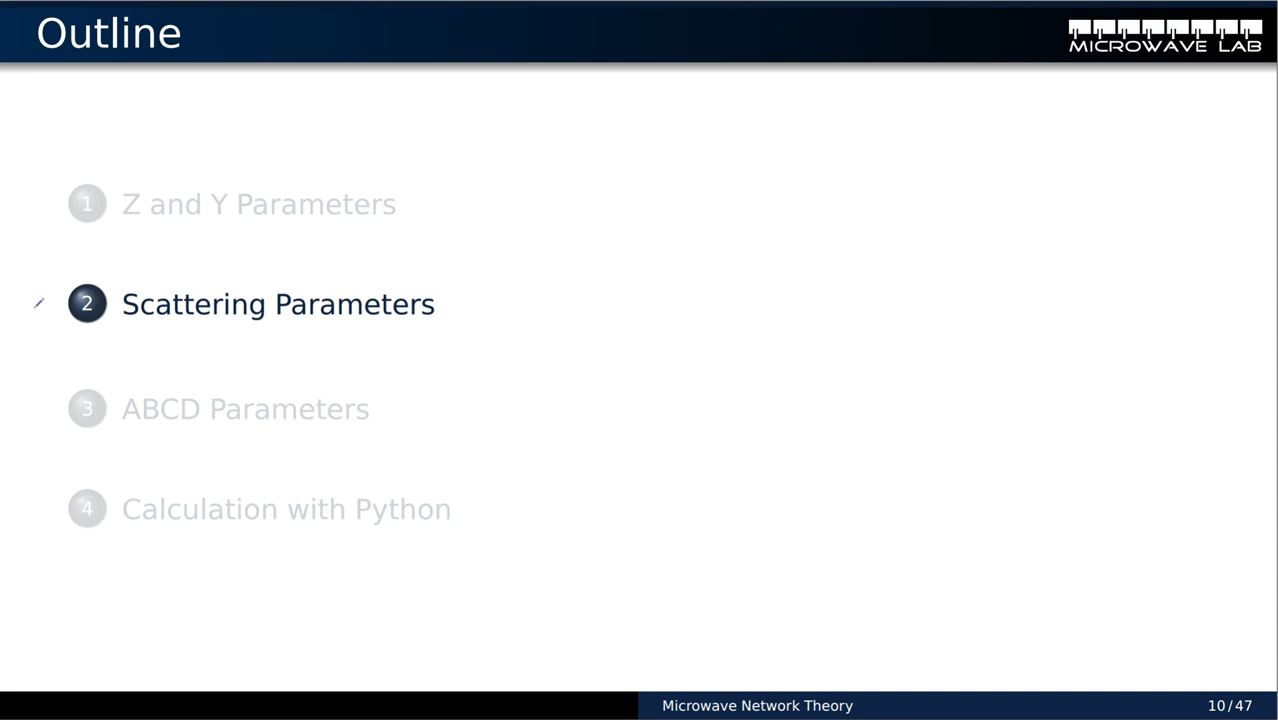 Outline
MICROWAVE LAB
1 Z and Y Parameters
2 Scattering Parameters
3 ABCD Parameters
4 Calculation with Python
Microwave Network Theory
10/47